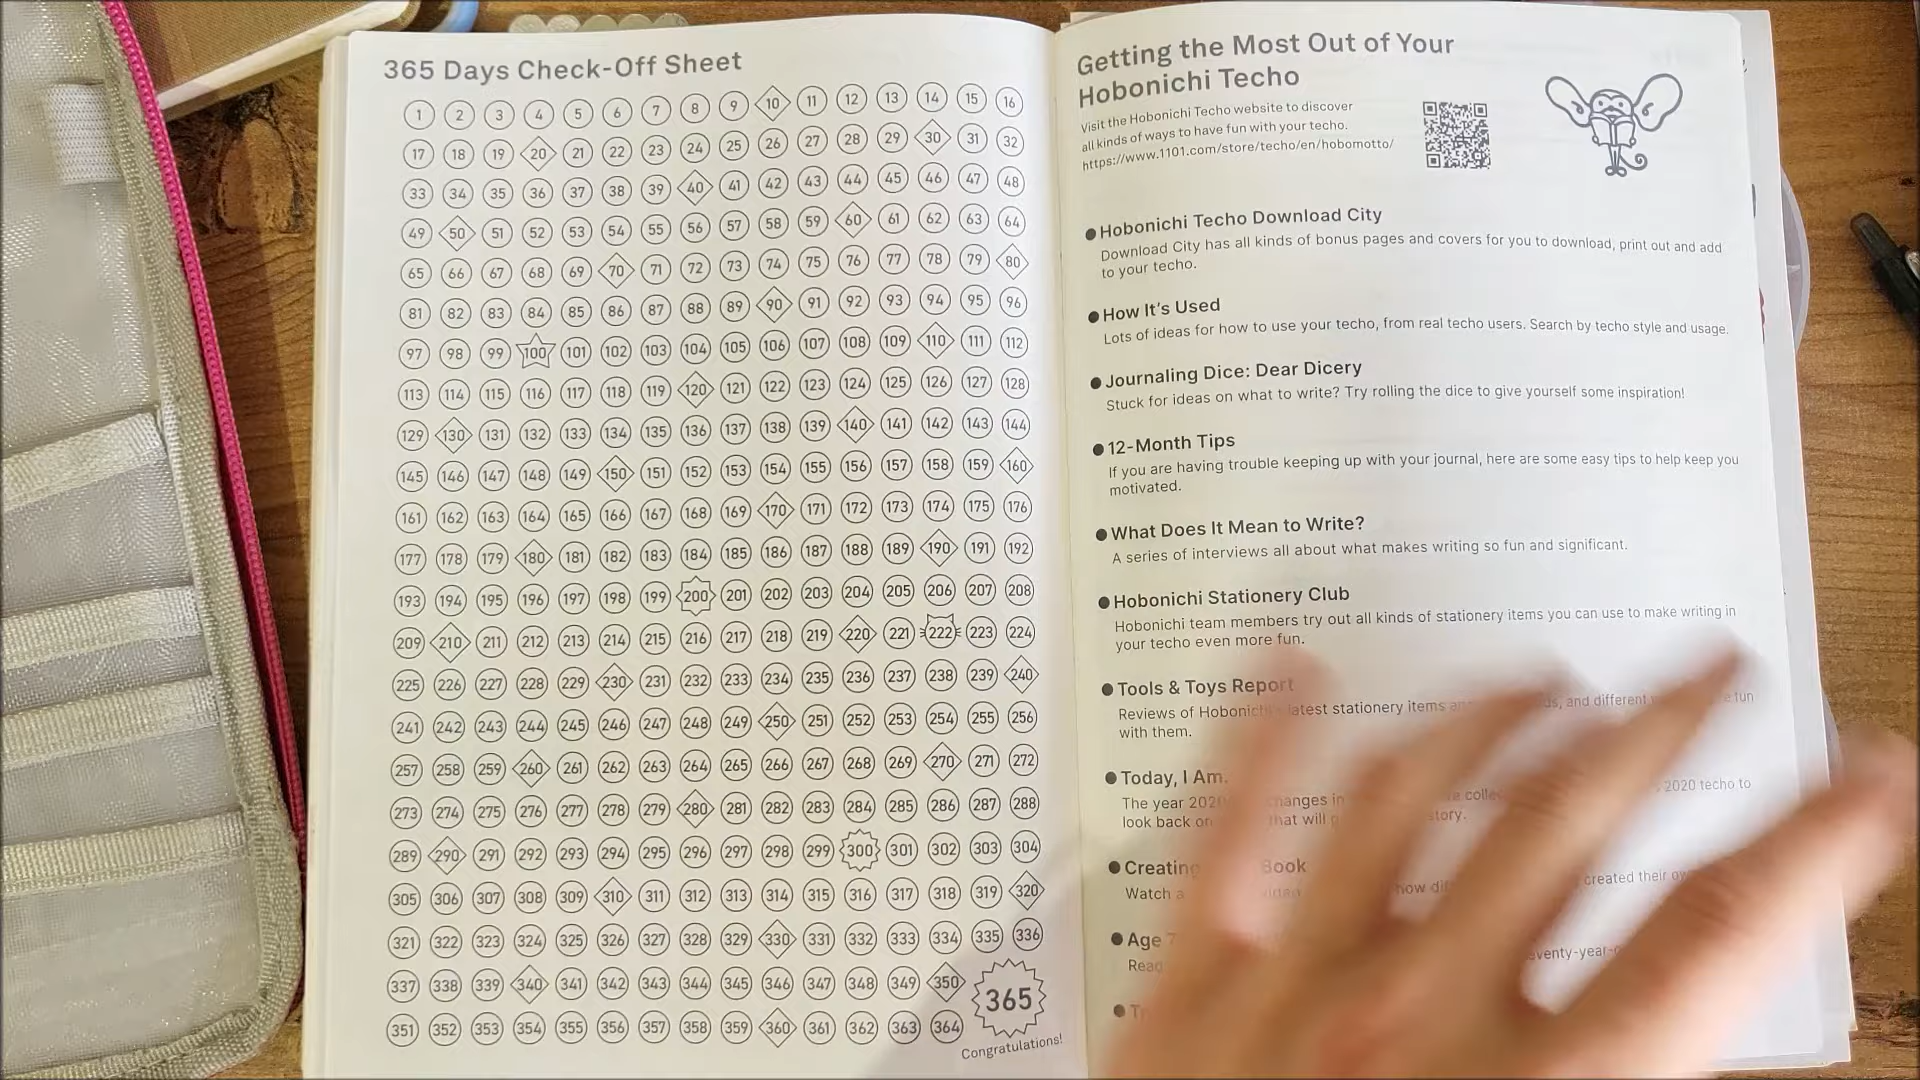 365 Days Check-Off Sheet
1 2 3 4 5 6 7 8 9 10 11 12 13 14 15 16
17 18 19 20 21 22 23 24 25 26 27 28 29 30 31 32
33 34 35 36 37 38 39 40 41 42 43 44 45 46 47 48
49 50 51 52 53 54 55 56 57 58 59 60 61 62 63 64
65 66 67 68 69 70 71 72 73 74 75 76 77 78 79 80
81 82 83 84 85 86 87 88 89 90 91 92 93 94 95 96
97 98 99 100 101 102 103 104 105 106 107 108 109 110 111 112
113 114 115 116 117 118 119 120 121 122 123 124 125 126 127 128
129 130 131 132 133 134 135 136 137 138 139 140 141 142 143 144
145 146 147 148 149 150 151 152 153 154 155 156 157 158 159 160
161 162 163 164 165 166 167 168 169 170 171 172 173 174 175 176
177 178 179 180 181 182 183 184 185 186 187 188 189 190 191 192
193 194 195 196 197 198 199 200 201 202 203 204 205 206 207 208
209 210 211 212 213 214 215 216 217 218 219 220 221 222 223 224
225 226 227 228 229 230 231 232 233 234 235 236 237 238 239 240
241 242 243 244 245 246 247 248 249 250 251 252 253 254 255 256
257 258 259 260 261 262 263 264 265 266 267 268 269 270 271 272
273 274 275 276 277 278 279 280 281 282 283 284 285 286 287 288
289 290 291 292 293 294 295 296 297 298 299 300 301 302 303 304
305 306 307 308 309 310 311 312 313 314 315 316 317 318 319 320
321 322 323 324 325 326 327 328 329 330 331 332 333 334 335 336
337 338 339 340 341 342 343 344 345 346 347 348 349 350
351 352 353 354 355 356 357 358 359 360 361 362 363 364 365
Congratulations!
Getting the Most Out of Your
Hobonichi Techo
Visit the Hobonichi Techo website to discover
all kinds of ways to have fun with your techo.
https://www.1101.com/store/techo/en/hobomotto/
●Hobonichi Techo Download City
Download City has all kinds of bonus pages and covers for you to download, print out and add
to your techo.
●How It's Used
Lots of ideas for how to use your techo, from real techo users. Search by techo style and usage.
●Journaling Dice: Dear Dicery
Stuck for ideas on what to write? Try rolling the dice to give yourself some inspiration!
●12-Month Tips
If you are having trouble keeping up with your journal, here are some easy tips to help keep you
motivated.
●What Does It Mean to Write?
A series of interviews all about what makes writing so fun and significant.
●Hobonichi Stationery Club
Hobonichi team members try out all kinds of stationery items you can use to make writing in
your techo even more fun.
●Tools & Toys Report
Reviews of latest stationery items and different fun
with them.
●Today, I Am.
The year 2020 techo to
look back on that will
●Creating Book
Watch a created their
●Age
Read